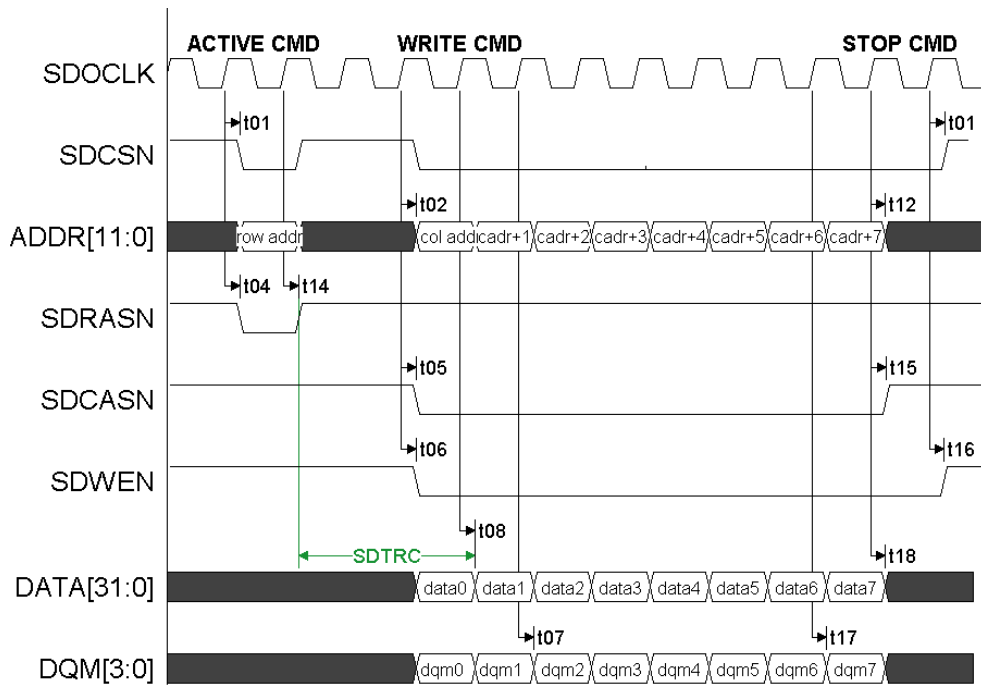 ACTIVE CMD WRITE CMD STOP CMD
SDOCLK
t01 t01
SDCSN
t02 t12
ADDR[11:0] row addr col addr cadr+1 cadr+2 cadr+3 cadr+4 cadr+5 cadr+6 cadr+7
t04 t14
SDRASN
t05 t15
SDCASN
t06 t16
SDWEN
t08
SDTRC t18
DATA[31:0] data0 data1 data2 data3 data4 data5 data6 data7
t07 t17
DQM[3:0] dqm0 dqm1 dqm2 dqm3 dqm4 dqm5 dqm6 dqm7